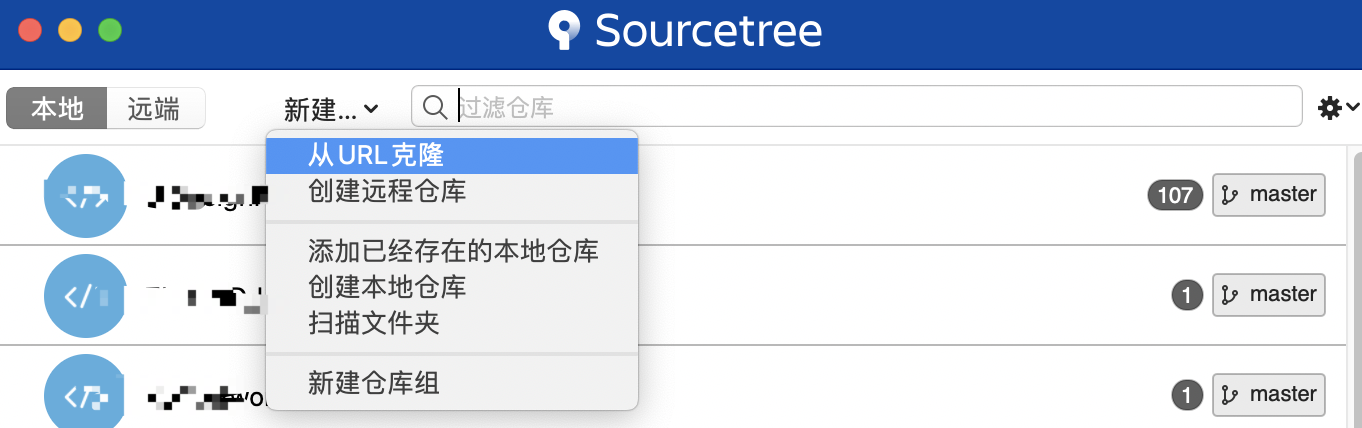 Sourcetree
本地 远端 新建... 过滤仓库
从URL克隆
创建远程仓库
添加已经存在的本地仓库
创建本地仓库
扫描文件夹
新建仓库组
107 master
1 master
1 master